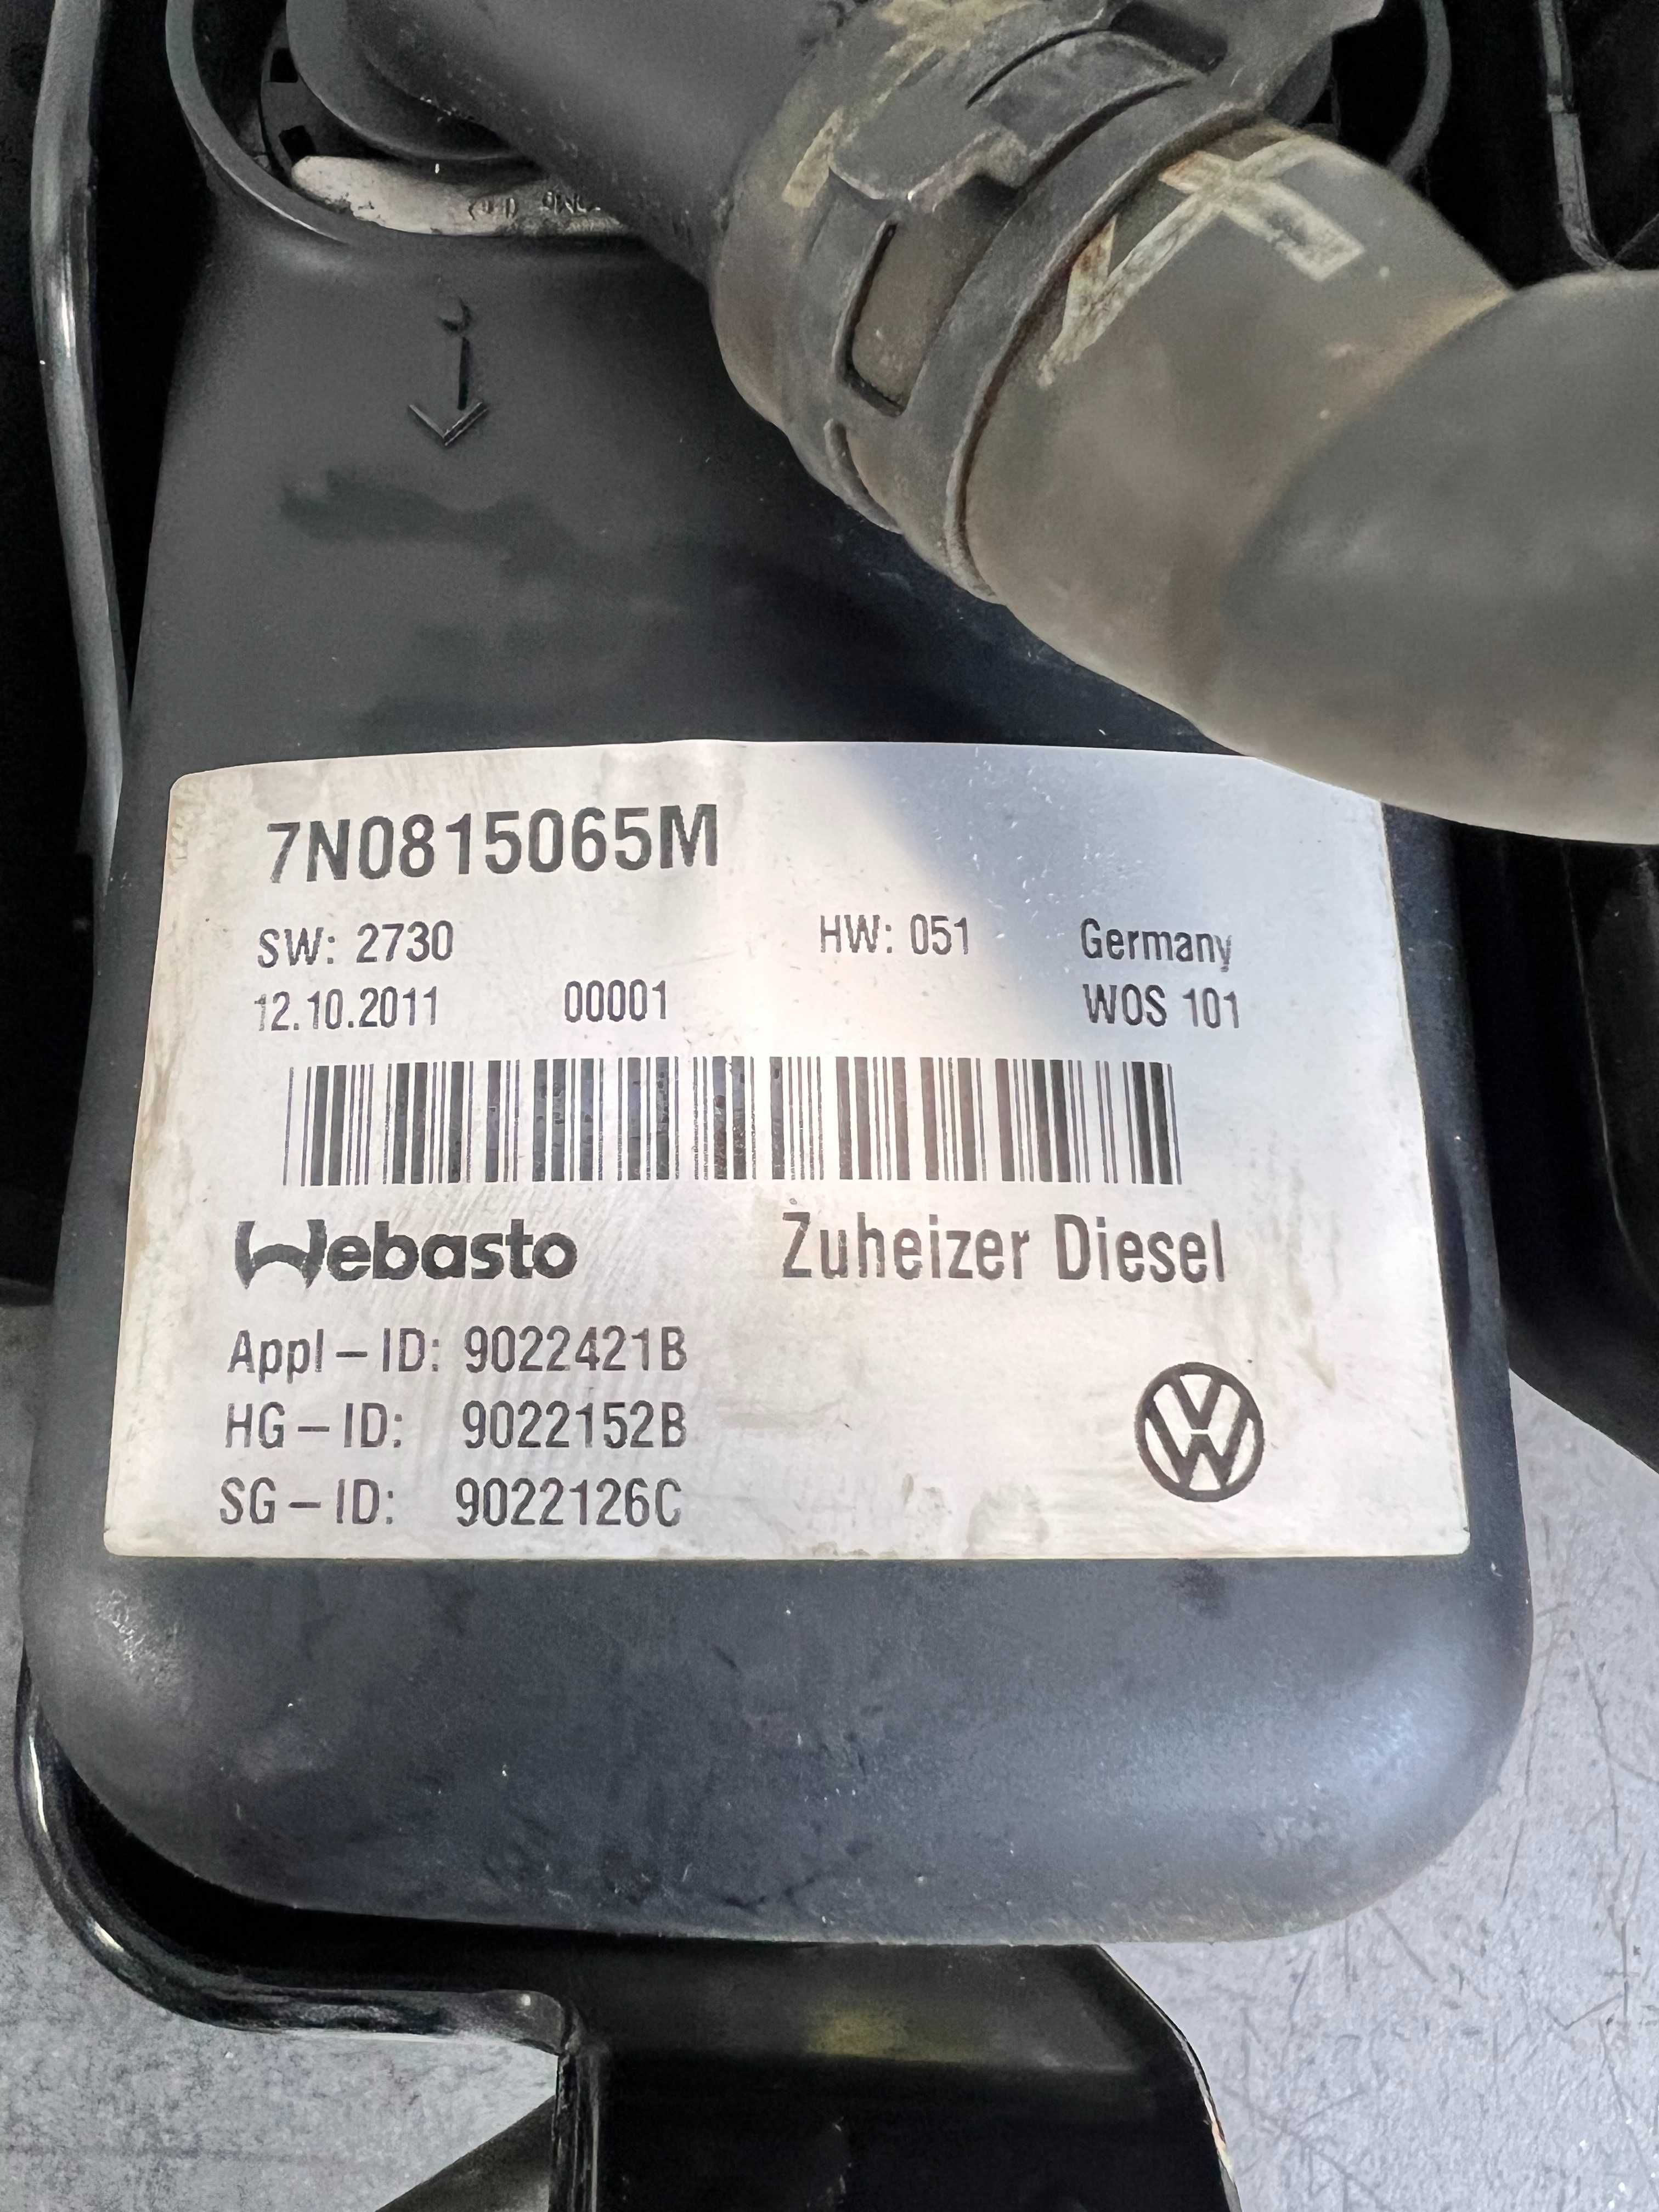 7N0815065M
SW: 2730 HW: 051 Germany
12.10.2011 00001 WOS 101
Webasto Zuheizer Diesel
Appl-ID: 9022421B
HG-ID: 9022152B
SG-ID: 9022126C